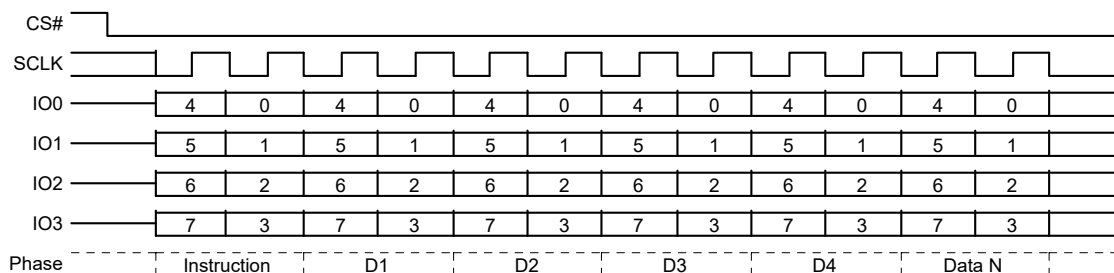 CS#
SCLK
IO0 4 0 4 0 4 0 4 0 4 0 4 0
IO1 5 1 5 1 5 1 5 1 5 1 5 1
IO2 6 2 6 2 6 2 6 2 6 2 6 2
IO3 7 3 7 3 7 3 7 3 7 3 7 3
Phase Instruction D1 D2 D3 D4 Data N